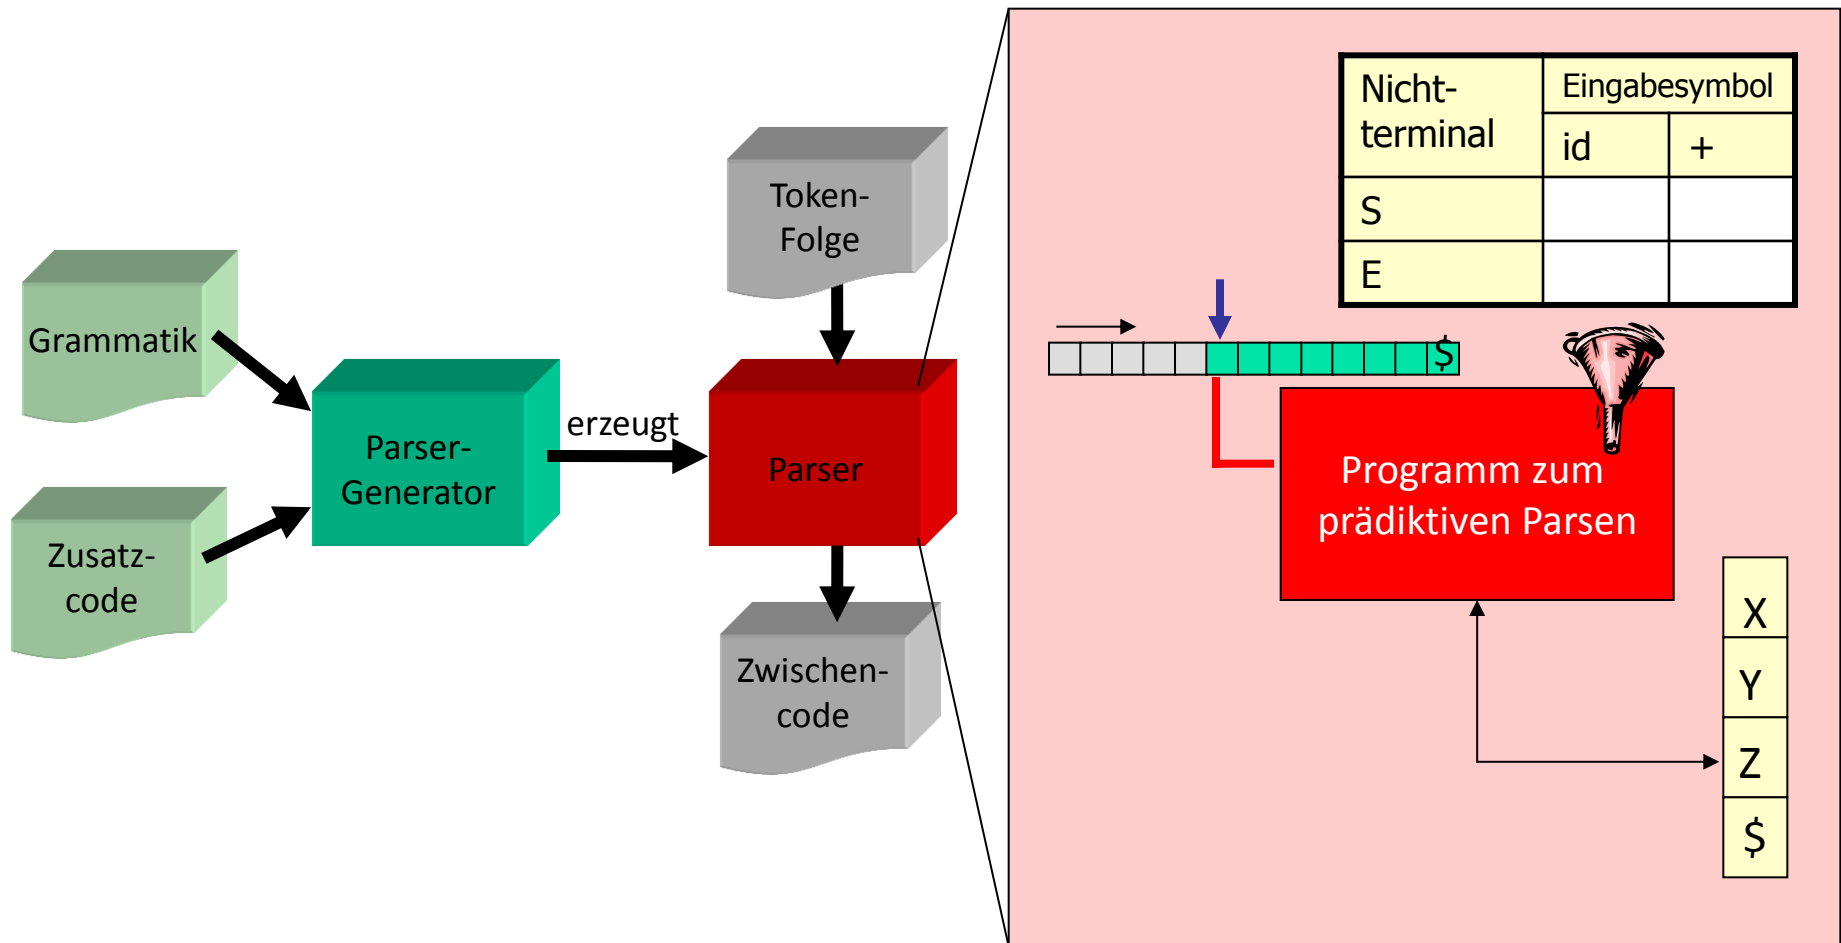 Grammatik
Zusatz-
code
Parser-
Generator
erzeugt
Token-
Folge
Parser
Zwischen-
code
Nicht-
terminal
Eingabesymbol
id
+
S
E
$
Programm zum
prädiktiven Parsen
X
Y
Z
$